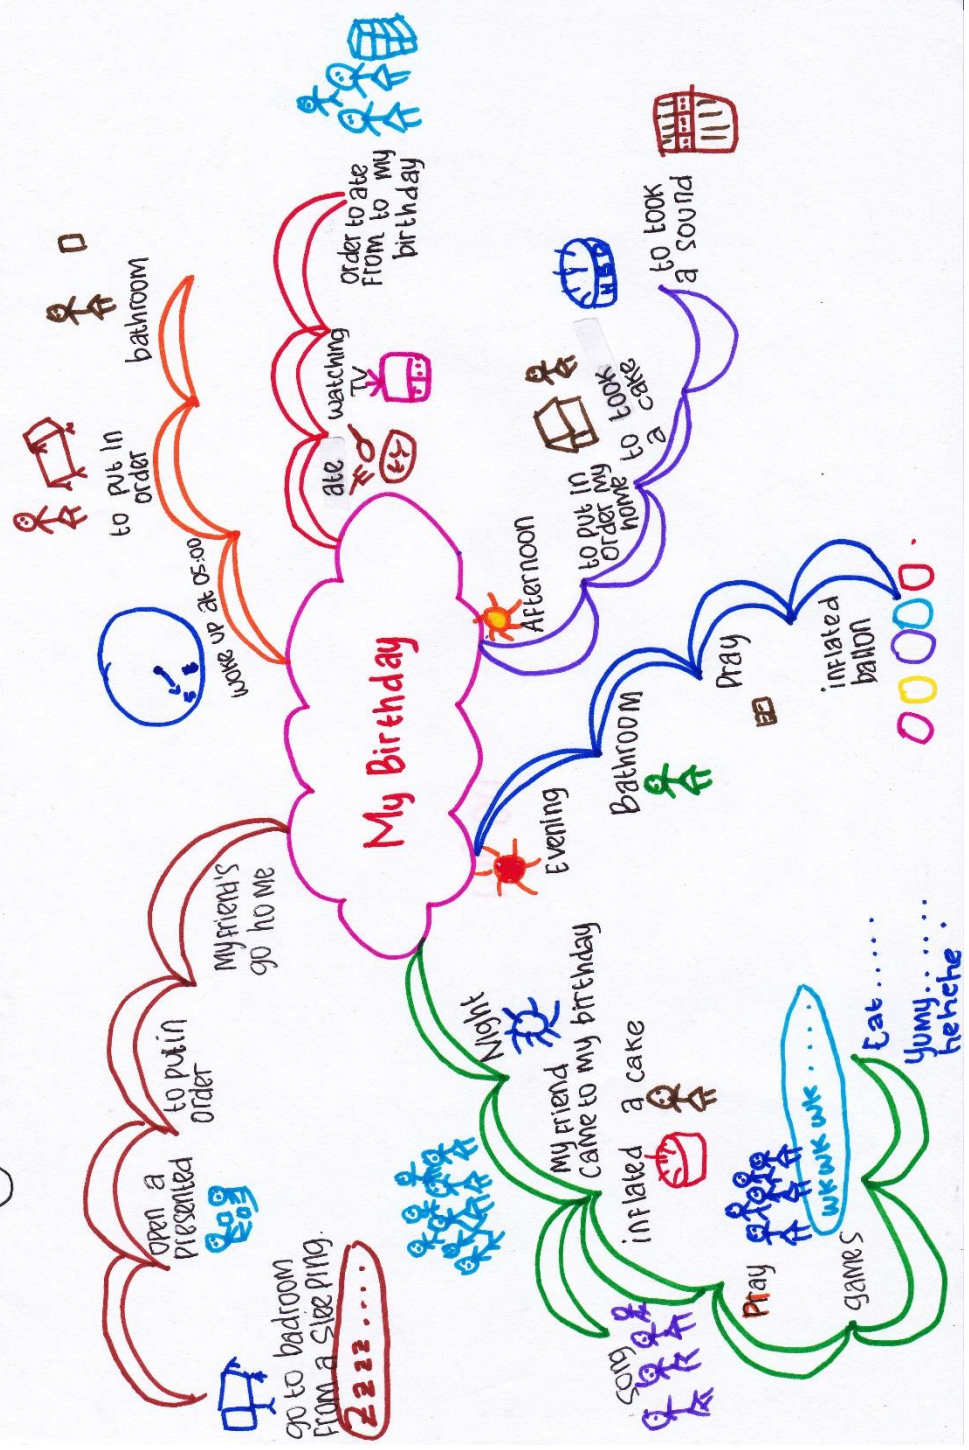 My Birthday
wake up at 05:00
to put in
order
bathroom
ate
watching
TV
order to ate
from to my
birthday
Afternoon
to put in
order my
home
to took
a cake
HBD
to took
a sound
Evening
Bathroom
pray
inflated
ballon
Night
My friend
came to my birthday
inflated a cake
song
pray
games
wkwkwk.....
Eat.....
Yumy......
hehehe
My friend's
go home
to put in
order
open a
presented
go to badroom
from a sleeping.
Zzzz....